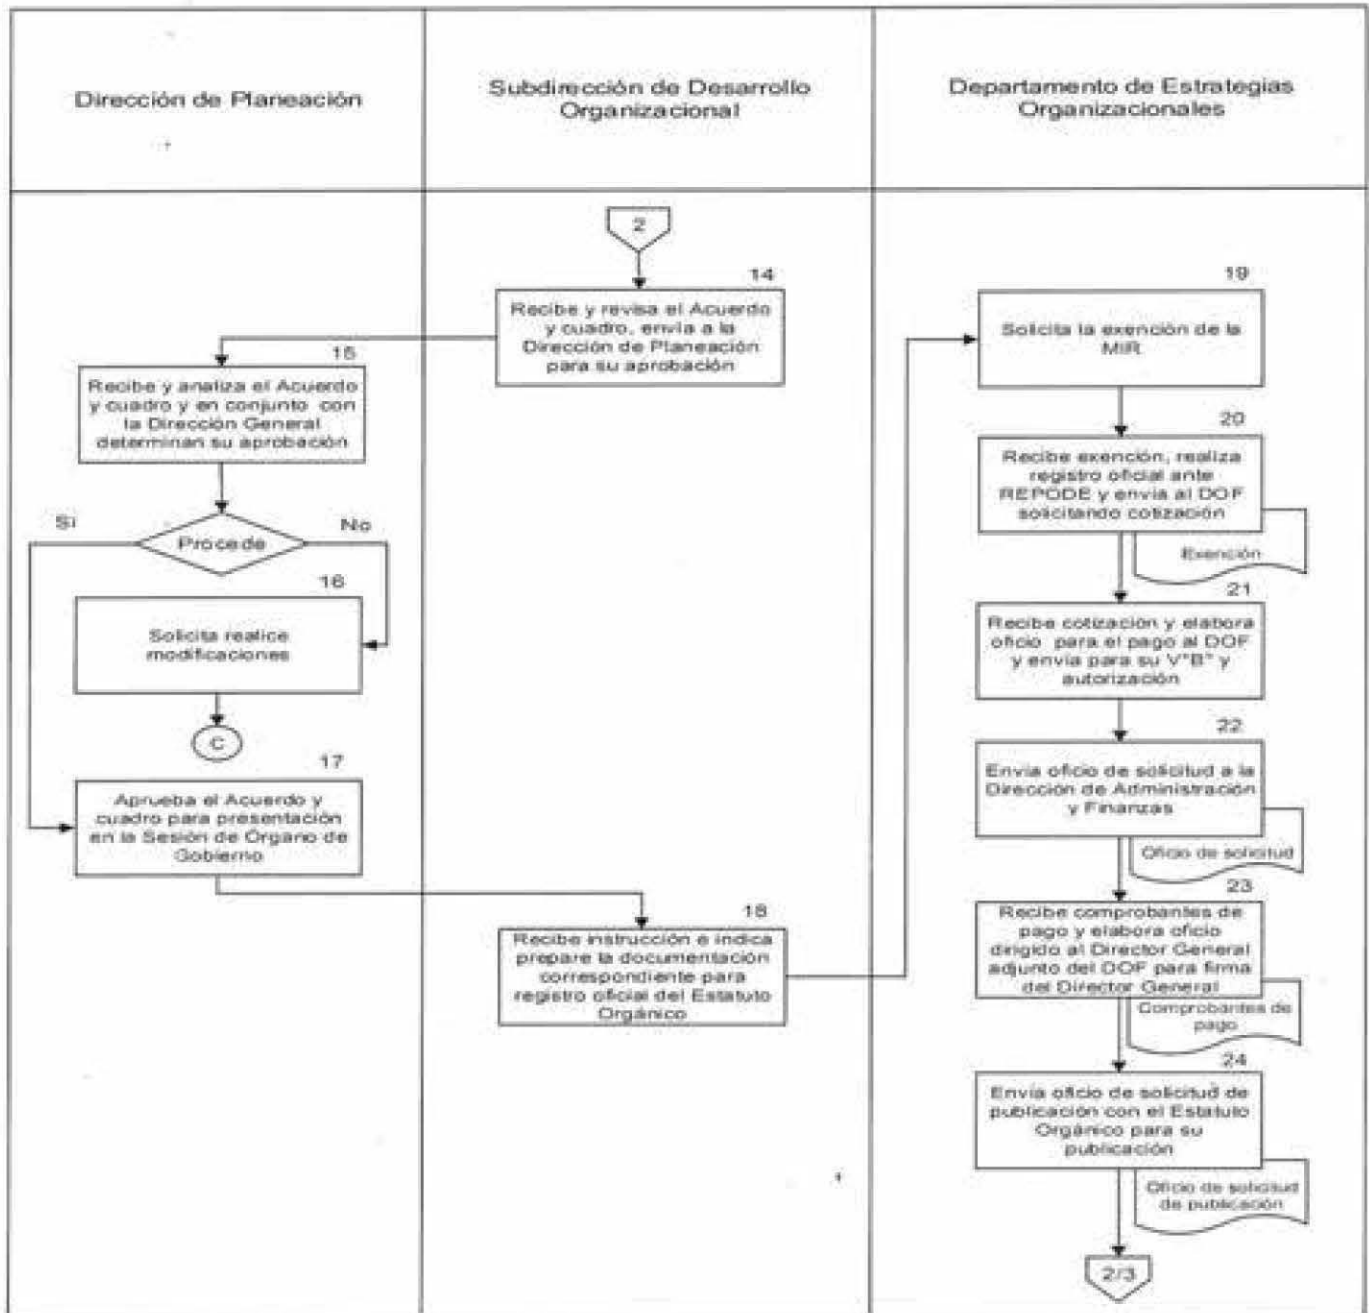 Dirección de Planeación
Subdirección de Desarrollo
Organizacional
Departamento de Estrategias
Organizacionales
2
14
Recibe y revisa el Acuerdo
y cuadro, envía a la
Dirección de Planeación
para su aprobación
15
Recibe y analiza el Acuerdo
y cuadro y en conjunto con
la Dirección General
determinan su aprobación
Si
Procede
No
16
Solicita realice
modificaciones
C
17
Aprueba el Acuerdo y
cuadro para presentación
en la Sesión de Órgano de
Gobierno
18
Recibe instrucción e indica
prepare la documentación
correspondiente para
registro oficial del Estatuto
Orgánico
19
Solicita la exención de la
MIR
20
Recibe exención, realiza
registro oficial ante
REPODE y envía al DOF
solicitando cotización
Exención
21
Recibe cotización y elabora
oficio para el pago al DOF
y envía para su V"B" y
autorización
22
Envía oficio de solicitud a la
Dirección de Administración
y Finanzas
Oficio de solicitud
23
Recibe comprobantes de
pago y elabora oficio
dirigido al Director General
adjunto del DOF para firma
del Director General
Comprobantes de
pago
24
Envía oficio de solicitud de
publicación con el Estatuto
Orgánico para su
publicación
Oficio de solicitud
de publicación
2/3